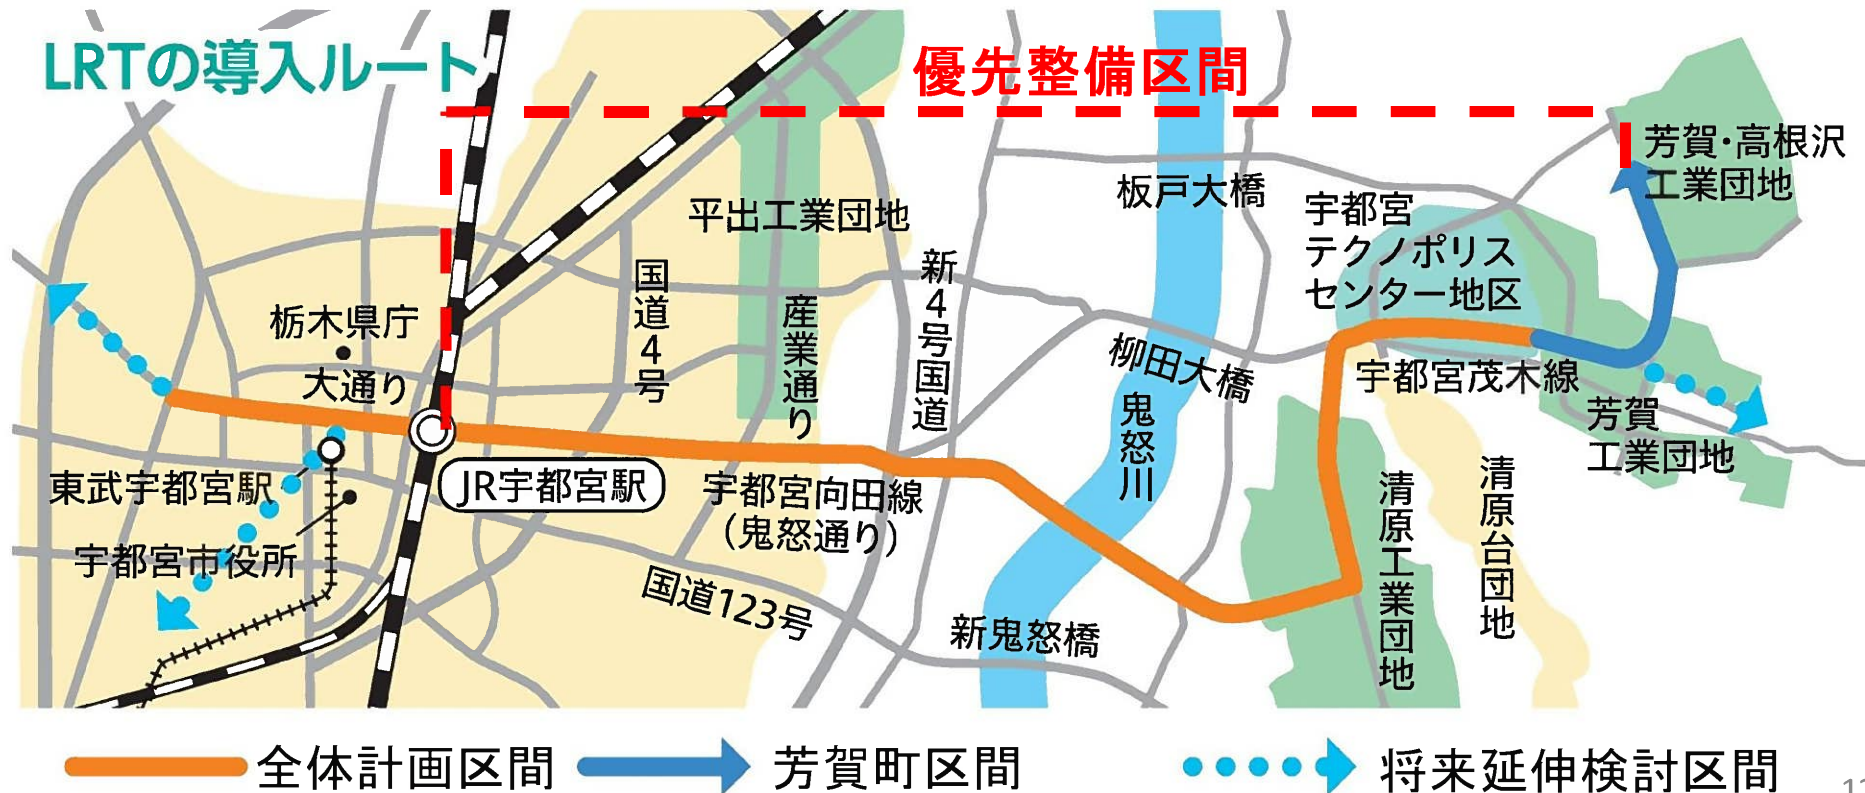 LRTの導入ルート
優先整備区間
芳賀・高根沢
工業団地
板戸大橋
平出工業団地
宇都宮
テクノポリス
センター地区
国道4号
新4号国道
産業通り
栃木県庁
大通り
柳田大橋
鬼怒川
宇都宮茂木線
芳賀
工業団地
東武宇都宮駅
JR宇都宮駅
宇都宮向田線
（鬼怒通り）
清原工業団地
清原台団地
宇都宮市役所
国道123号
新鬼怒橋
全体計画区間
芳賀町区間
将来延伸検討区間